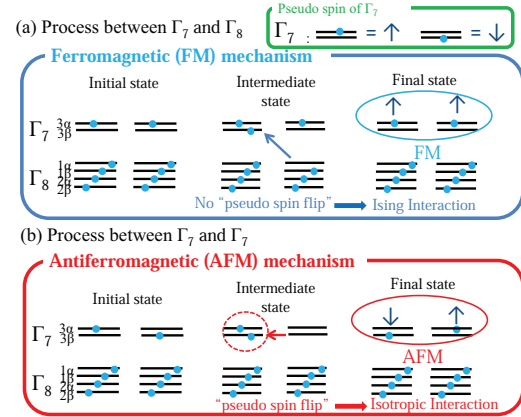 Pseudo spin of Γ7
(a) Process between Γ7 and Γ8
Γ7 : = ↑ = ↓
Ferromagnetic (FM) mechanism
Initial state
Intermediate
state
Final state
Γ7 3α
3β
FM
Γ8 1α
1β
2α
2β
No “pseudo spin flip” Ising Interaction
(b) Process between Γ7 and Γ7
Antiferromagnetic (AFM) mechanism
Initial state
Intermediate
state
Final state
Γ7 3α
3β
AFM
Γ8 1α
1β
2α
2β
“pseudo spin flip” Isotropic Interaction